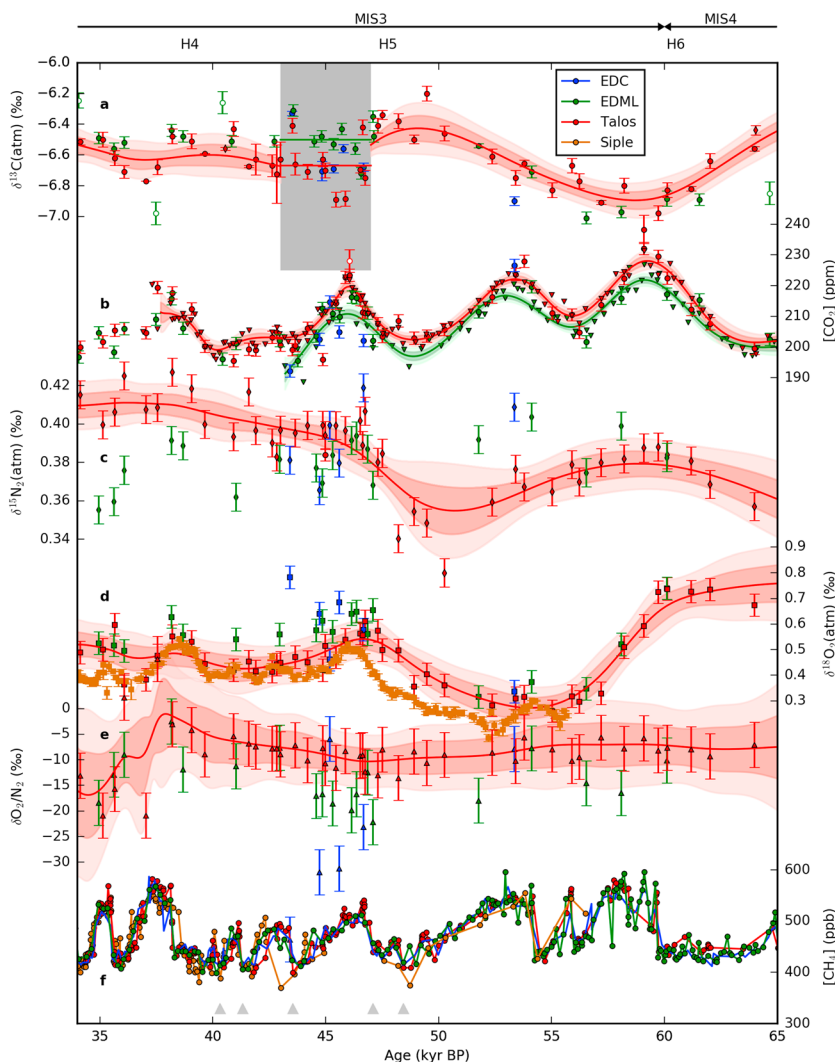 MIS3 MIS4
H4 H5 H6
−6.0
−6.2
−6.4
−6.6
−6.8
−7.0
δ¹³C(atm) (‰)
a
EDC
EDML
Talos
Siple
240
230
220
210
200
190
[CO₂] (ppm)
b
0.42
0.40
0.38
0.36
0.34
δ¹⁵N₂(atm) (‰)
c
0.9
0.8
0.7
0.6
0.5
0.4
0.3
δ¹⁸O₂(atm) (‰)
d
0
−5
−10
−15
−20
−25
−30
δO₂/N₂ (‰)
e
600
500
400
300
[CH₄] (ppb)
f
35 40 45 50 55 60 65
Age (kyr BP)